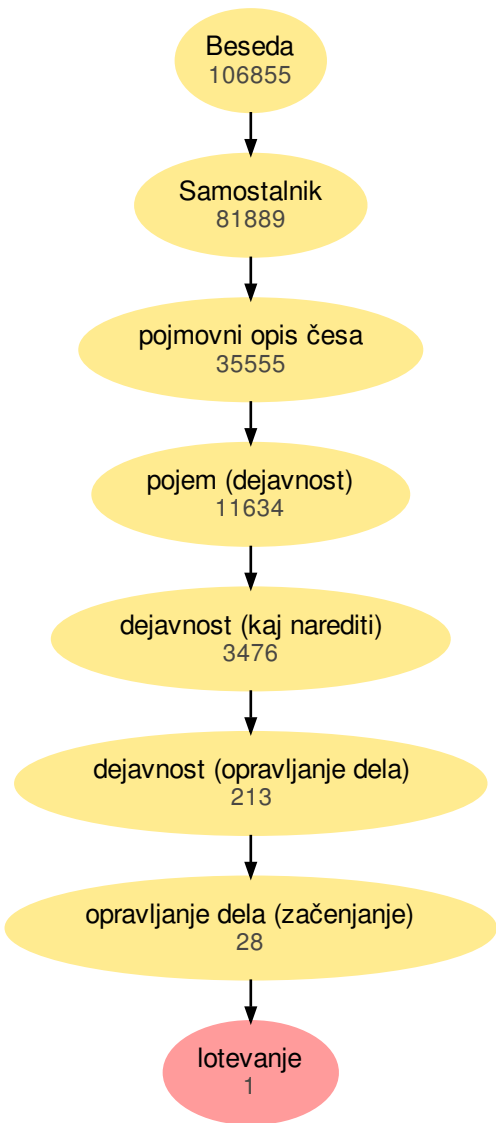 Beseda
106855
Samostalnik
81889
pojmovni opis česa
35555
pojem (dejavnost)
11634
dejavnost (kaj narediti)
3476
dejavnost (opravljanje dela)
213
opravljanje dela (začenjanje)
28
lotevanje
1